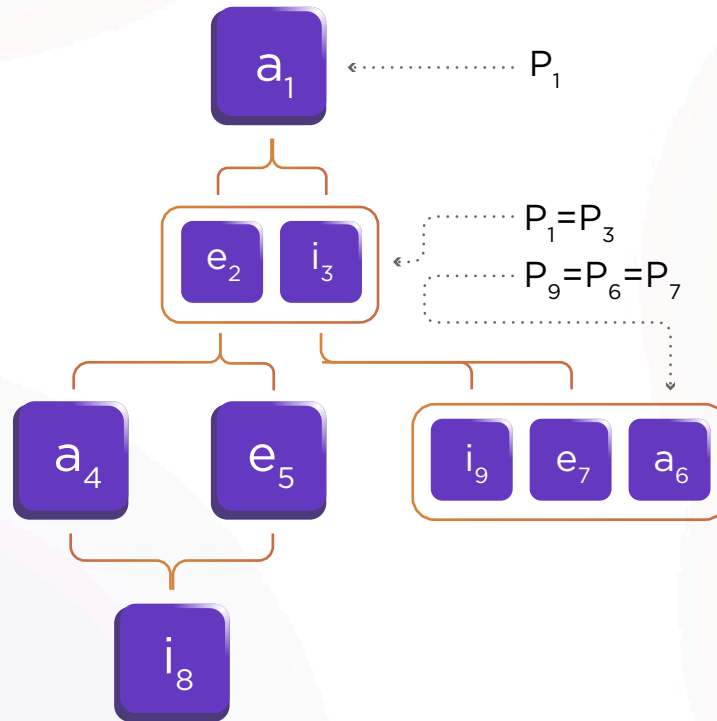 a₁ P₁
e₂ i₃ P₁=P₃
P₉=P₆=P₇
a₄ e₅ i₉ e₇ a₆
i₈